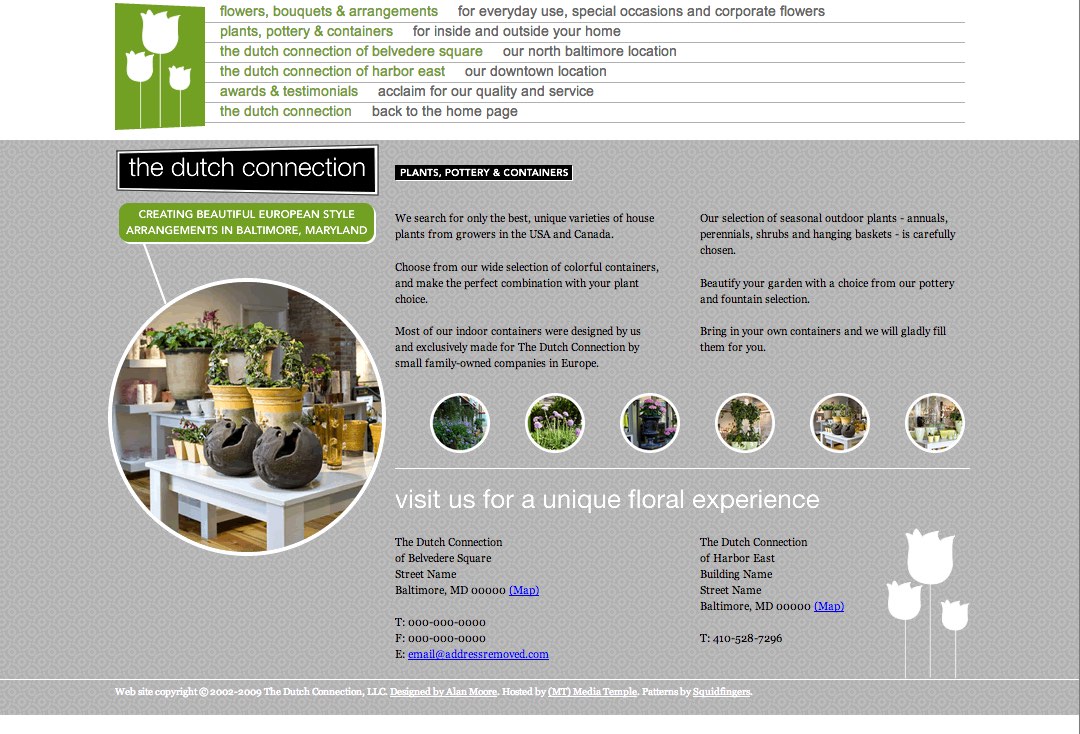 flowers, bouquets & arrangements for everyday use, special occasions and corporate flowers
plants, pottery & containers for inside and outside your home
the dutch connection of belvedere square our north baltimore location
the dutch connection of harbor east our downtown location
awards & testimonials acclaim for our quality and service
the dutch connection back to the home page
the dutch connection
CREATING BEAUTIFUL EUROPEAN STYLE
ARRANGEMENTS IN BALTIMORE, MARYLAND
PLANTS, POTTERY & CONTAINERS
We search for only the best, unique varieties of house
plants from growers in the USA and Canada.
Choose from our wide selection of colorful containers,
and make the perfect combination with your plant
choice.
Most of our indoor containers were designed by us
and exclusively made for The Dutch Connection by
small family-owned companies in Europe.
Our selection of seasonal outdoor plants - annuals,
perennials, shrubs and hanging baskets - is carefully
chosen.
Beautify your garden with a choice from our pottery
and fountain selection.
Bring in your own containers and we will gladly fill
them for you.
visit us for a unique floral experience
The Dutch Connection
of Belvedere Square
Street Name
Baltimore, MD 00000 (Map)
T: 000-000-0000
F: 000-000-0000
E: email@addressremoved.com
The Dutch Connection
of Harbor East
Building Name
Street Name
Baltimore, MD 00000 (Map)
T: 410-528-7296
Web site copyright © 2002-2009 The Dutch Connection, LLC. Designed by Alan Moore. Hosted by (MT) Media Temple. Patterns by Squidfingers.